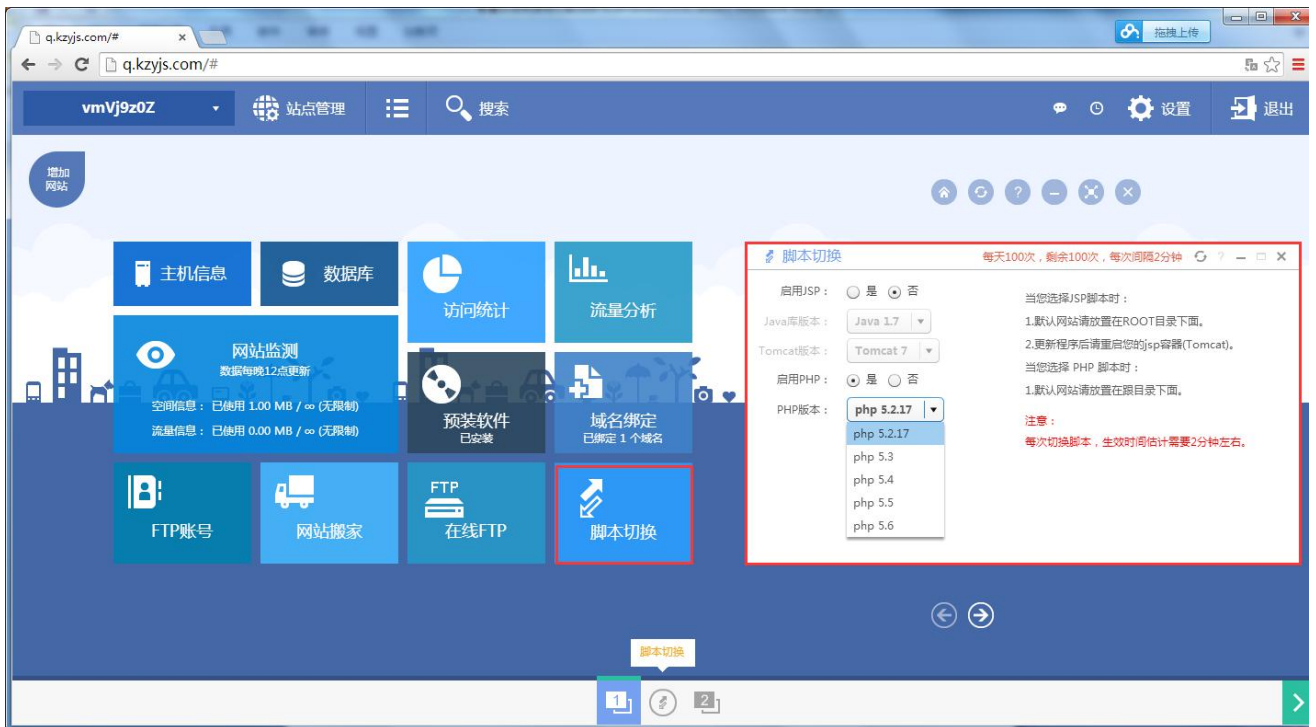 q.kzyjs.com/#
拖拽上传
q.kzyjs.com/#
vmVj9z0Z
站点管理
搜索
设置
退出
增加
网站
主机信息
数据库
访问统计
流量分析
网站监测
数据每晚12点更新
空间信息： 已使用 1.00 MB / ∞ (无限制)
流量信息： 已使用 0.00 MB / ∞ (无限制)
预装软件
已安装
域名绑定
已绑定 1 个域名
FTP账号
网站搬家
FTP
在线FTP
脚本切换
脚本切换
每天100次，剩余100次，每次间隔2分钟
启用JSP： 是 否
Java库版本： Java 1.7
Tomcat版本： Tomcat 7
启用PHP： 是 否
PHP版本： php 5.2.17
php 5.2.17
php 5.3
php 5.4
php 5.5
php 5.6
当您选择JSP脚本时：
1.默认网站请放置在ROOT目录下面。
2.更新程序后请重启您的jsp容器(Tomcat)。
当您选择 PHP 脚本时：
1.默认网站请放置在跟目录下面。
注意：
每次切换脚本，生效时间估计需要2分钟左右。
脚本切换
1
2